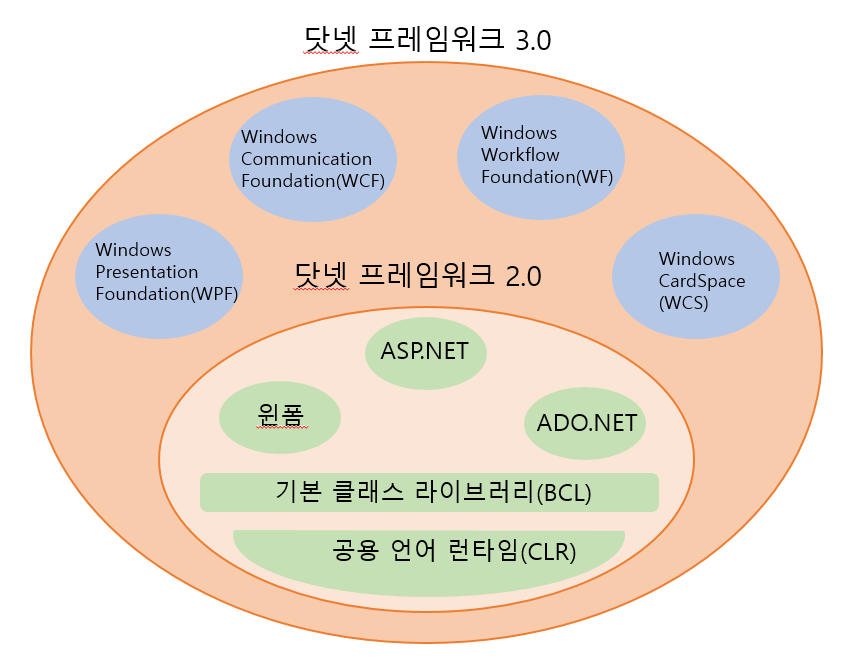 닷넷 프레임워크 3.0
Windows
Communication
Foundation(WCF)
Windows
Workflow
Foundation(WF)
Windows
Presentation
Foundation(WPF)
Windows
CardSpace
(WCS)
닷넷 프레임워크 2.0
ASP.NET
윈폼
ADO.NET
기본 클래스 라이브러리(BCL)
공용 언어 런타임(CLR)